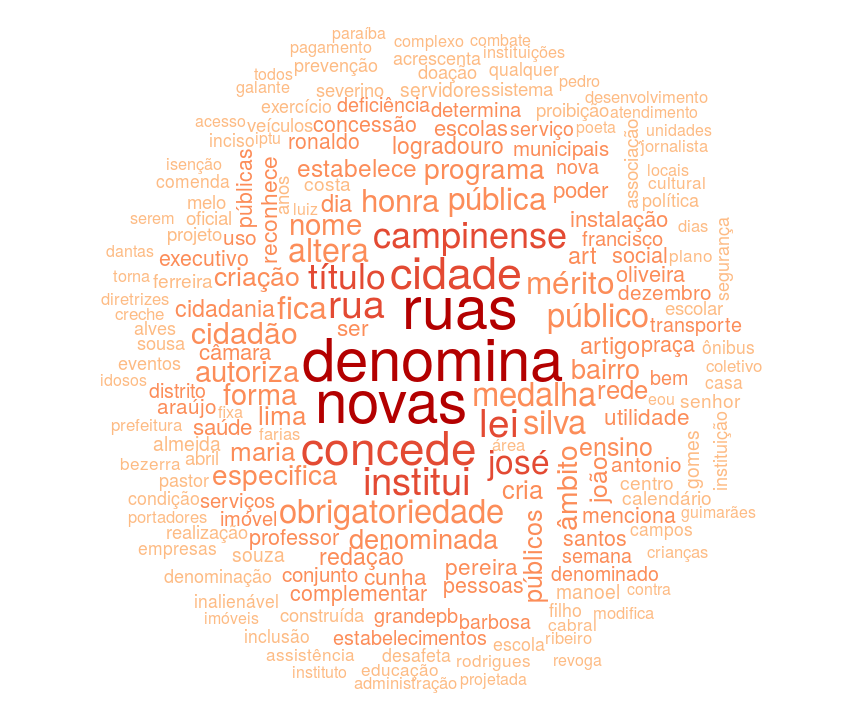 paraíba
pagamento complexo combate
acrescenta instituições
prevenção doação qualquer
todos galante severino servidores sistema pedro
exercício deficiência determina proibição desenvolvimento
acesso veículos concessão escolas serviço poeta atendimento
inciso iptu ronaldo logradouro municipais associação unidades jornalista
isenção públicas reconhece estabelece programa nova locais
comenda anos costa honra pública poder cultural
melo oficial luiz dia política
serem projeto uso nome campinense instalação dias
dantas executivo altera francisco art social plano segurança
torna ferreira criação título cidade mérito oliveira
diretrizes creche cidadania fica rua ruas dezembro escolar
alves sousa cidadão ser público transporte
câmara artigo praça ônibus
eventos autoriza denomina bairro coletivo
idosos distrito forma medalha rede bem casa
araújo novas eou senhor
prefeitura fixa saúde lima lei silva utilidade
almeida farias área ensino gomes instituição
bezerra abril maria concede josé joão antonio
pastor especifica institui âmbito centro
condição serviços cria calendário
portadores imóvel obrigatoriedade públicos menciona guimarães
realização professor denominada santos campos
empresas souza redação semana crianças
denominação conjunto cunha pereira denominado
inalienável complementar pessoas manoel contra
imóveis construída grandepb barbosa filho modifica
inclusão estabelecimentos escola cabral ribeiro
assistência desafeta rodrigues revoga
instituto educação projetada
administração